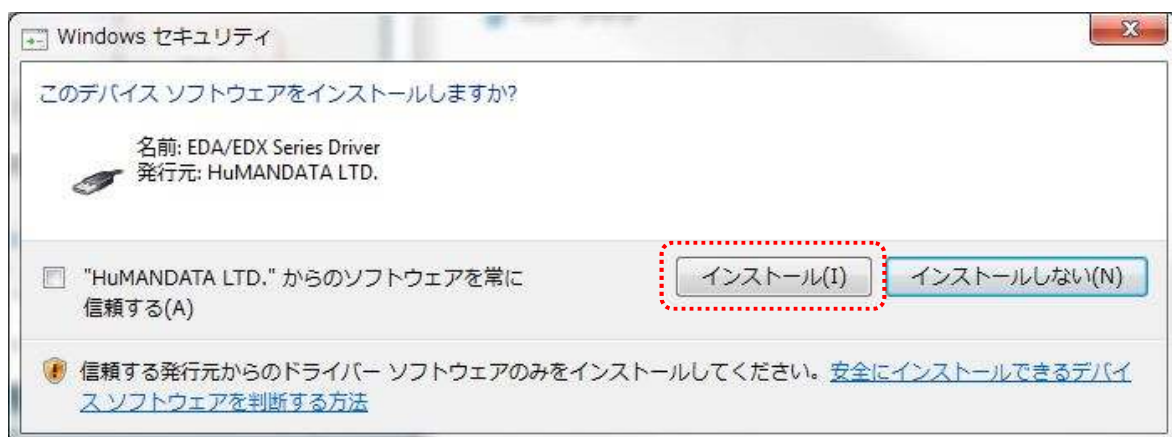 Windows セキュリティ
このデバイス ソフトウェアをインストールしますか?
名前: EDA/EDX Series Driver
発行元: HuMANDATA LTD.
"HuMANDATA LTD." からのソフトウェアを常に
信頼する(A)
インストール(I)
インストールしない(N)
信頼する発行元からのドライバー ソフトウェアのみをインストールしてください。安全にインストールできるデバイ
ス ソフトウェアを判断する方法